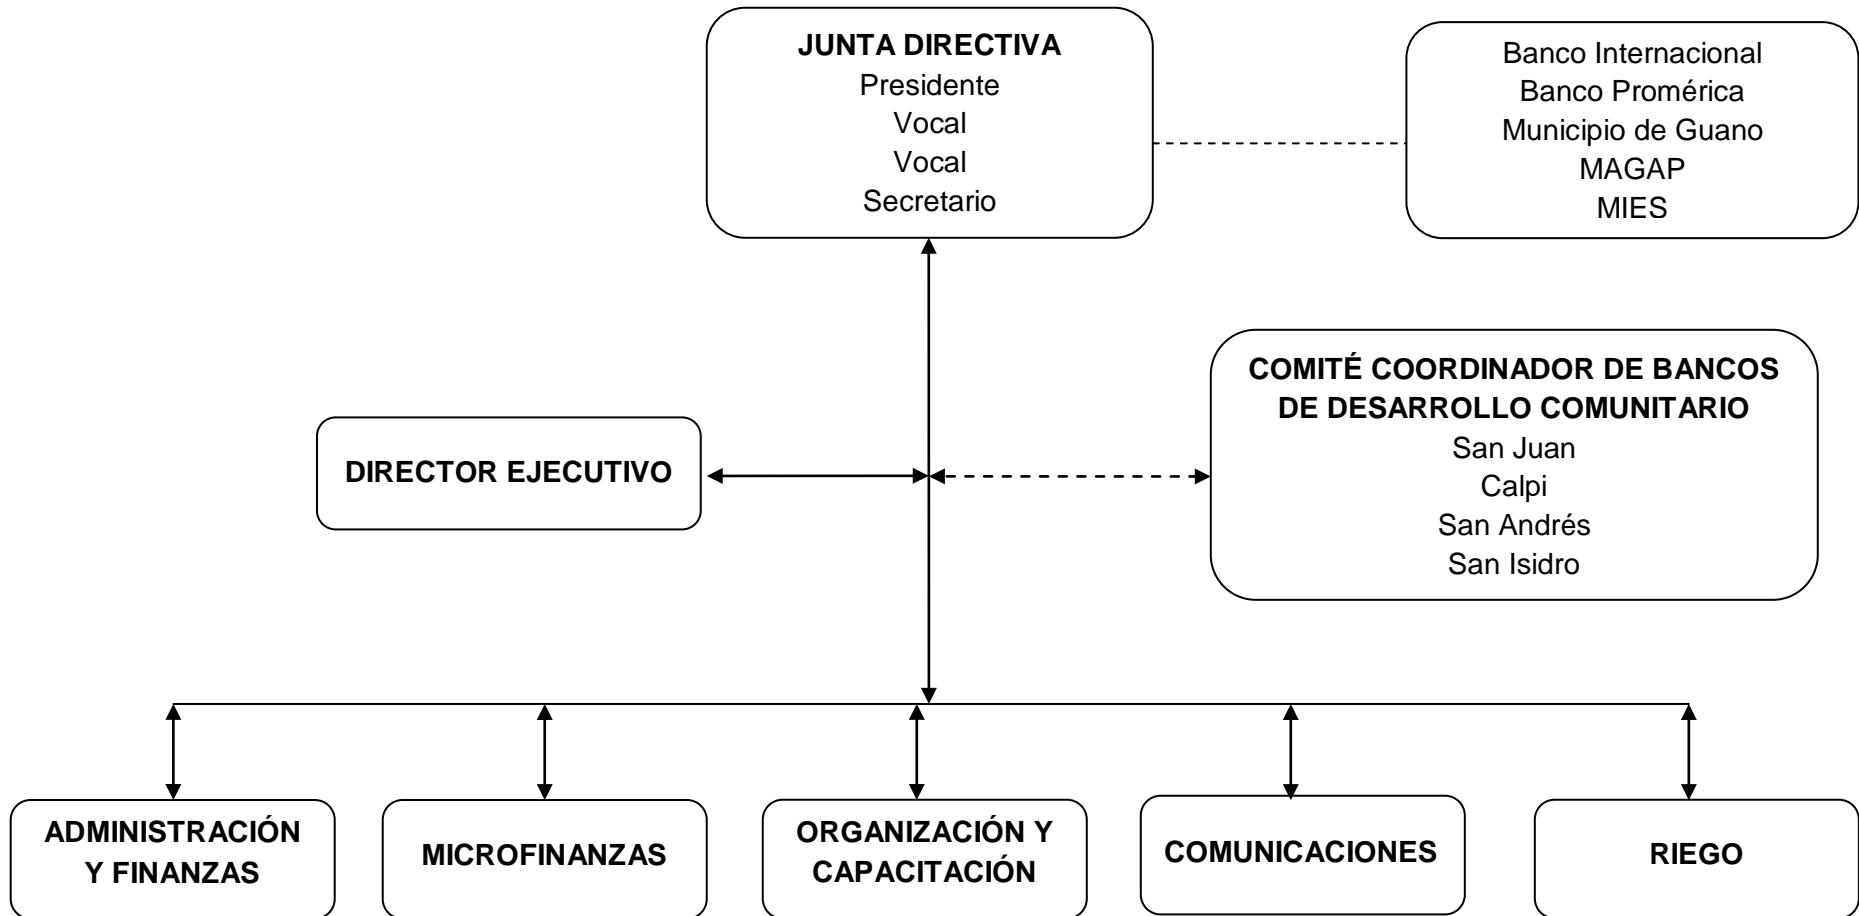 JUNTA DIRECTIVA
Presidente
Vocal
Vocal
Secretario
Banco Internacional
Banco Promérica
Municipio de Guano
MAGAP
MIES
COMITÉ COORDINADOR DE BANCOS
DE DESARROLLO COMUNITARIO
San Juan
Calpi
San Andrés
San Isidro
DIRECTOR EJECUTIVO
ADMINISTRACIÓN
Y FINANZAS
MICROFINANZAS
ORGANIZACIÓN Y
CAPACITACIÓN
COMUNICACIONES
RIEGO